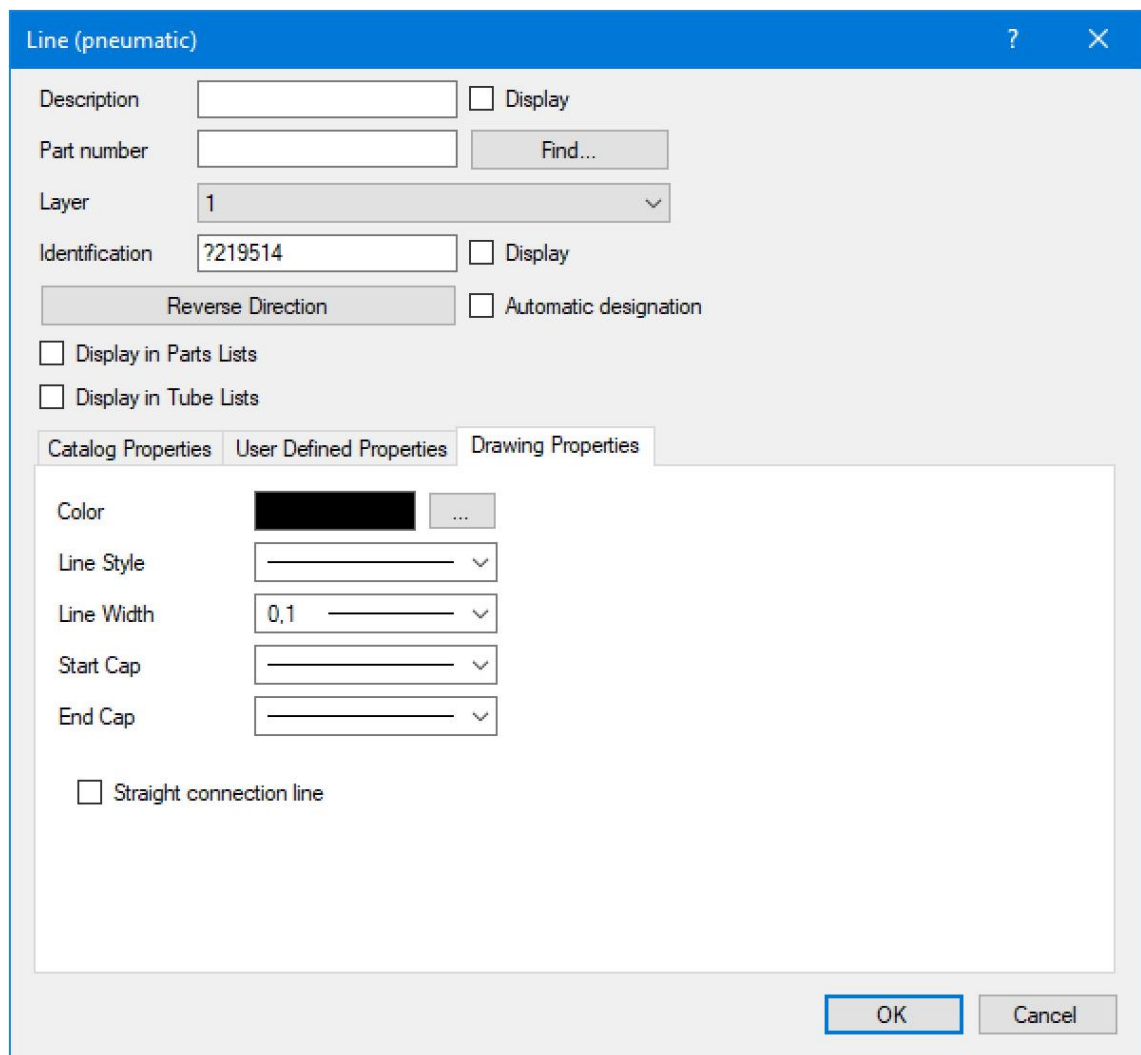 Line (pneumatic) ?
Description Display
Part number Find...
Layer 1
Identification ?219514 Display
Reverse Direction Automatic designation
Display in Parts Lists
Display in Tube Lists
Catalog Properties User Defined Properties Drawing Properties
Color ...
Line Style
Line Width 0,1
Start Cap
End Cap
Straight connection line
OK Cancel